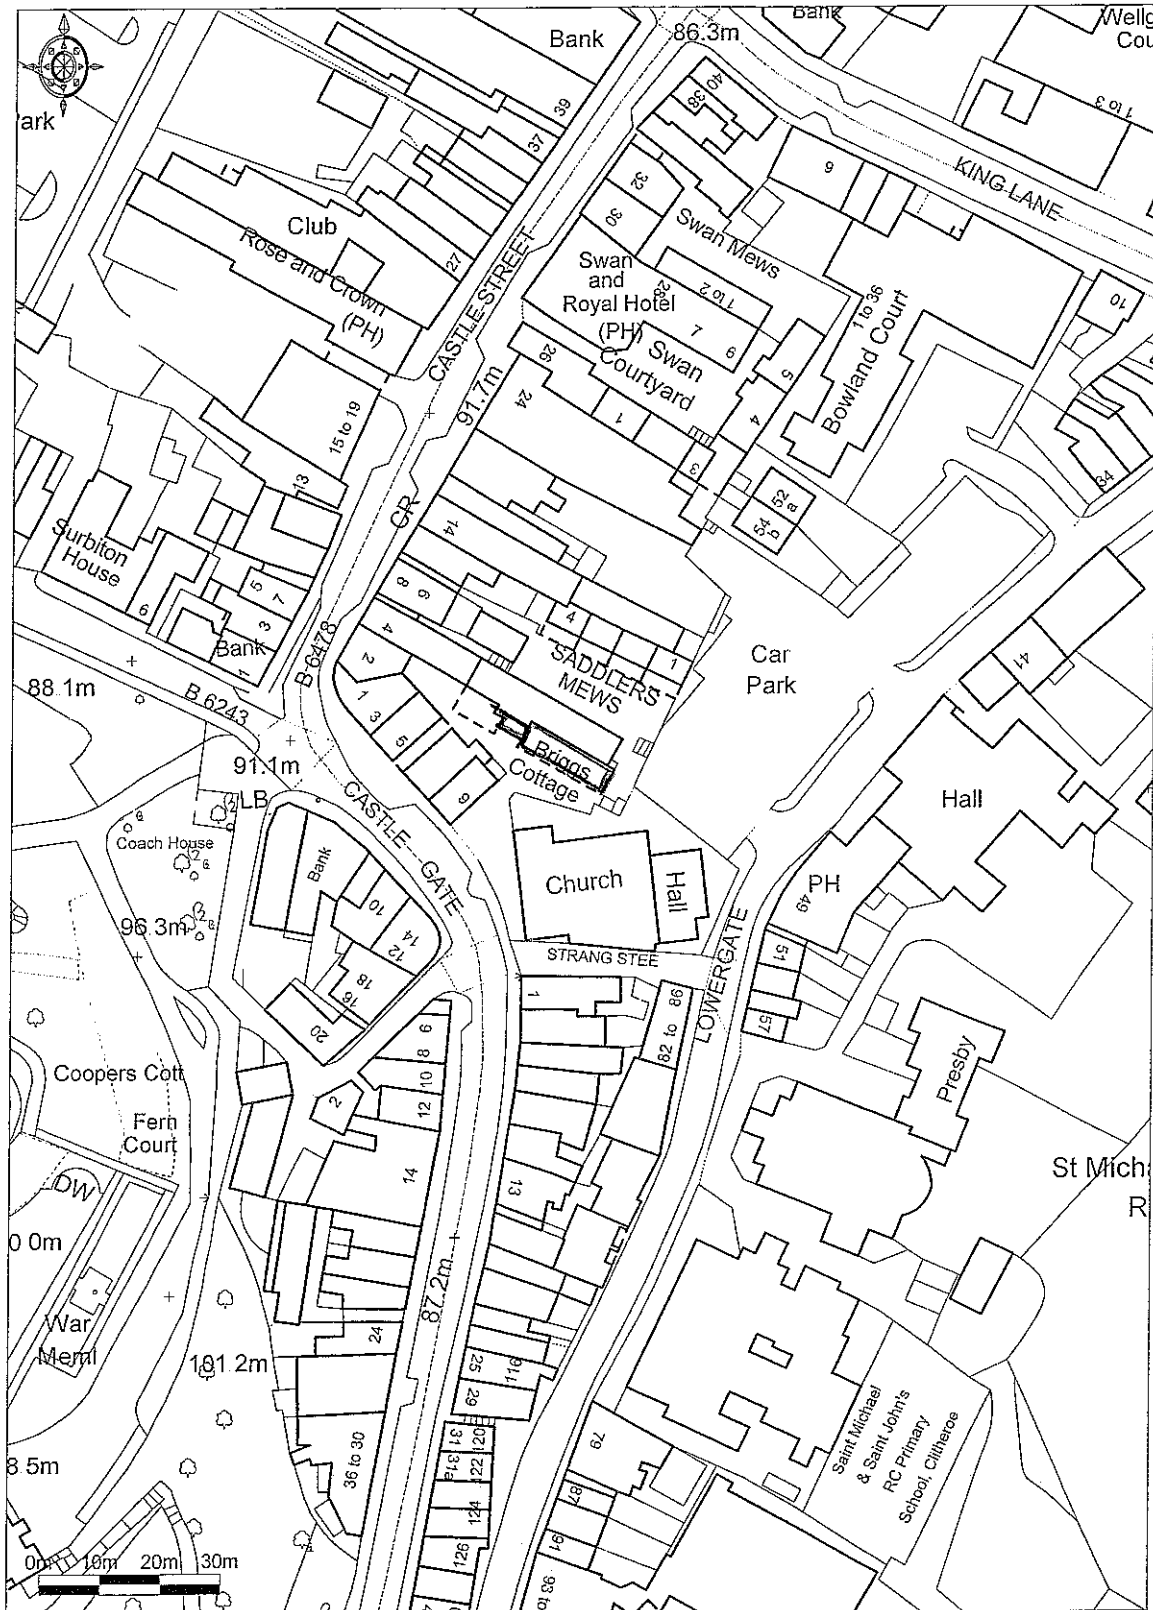 Bank
86.3m
Bank
Wellg
Cou
ark
39
37
40
38
1 to 3
KING LANE
9
32
30
Club
Rose and Crown
(PH)
27
CASTLE STREET
Swan Mews
Swan
and
Royal Hotel
(PH)
28
1 to 2
7
6
Swan
Courtyard
5
4
1 to 36
Bowland Court
10
34
26
24
91.7m
1
3
15 to 19
13
52
a
54
b
CR
14
8
6
Surbiton
House
6
5
7
3
Bank
1
B 6478
4
2
4
1
SADDLERS
MEWS
Car
Park
41
88.1m
B 6243
91.1m
LB
1
3
5
9
Briggs
Cottage
CASTLE GATE
Coach House
Bank
Church
Hall
Hall
PH
49
96.3m
10
14
12
18
16
20
STRANG STEE
LOWERGATE
51
57
1
98
82 to
6
8
10
12
2
Coopers Cott
Fern
Court
Presby
St Micha
R
DW
14
13
0 0m
87.2m
War
Meml
101.2m
24
25
29
119
36 to 30
31
31a
120
122
124
126
79
87
91
93 to
Saint Michael
& Saint John's
RC Primary
School, Clitheroe
8.5m
0m 10m 20m 30m